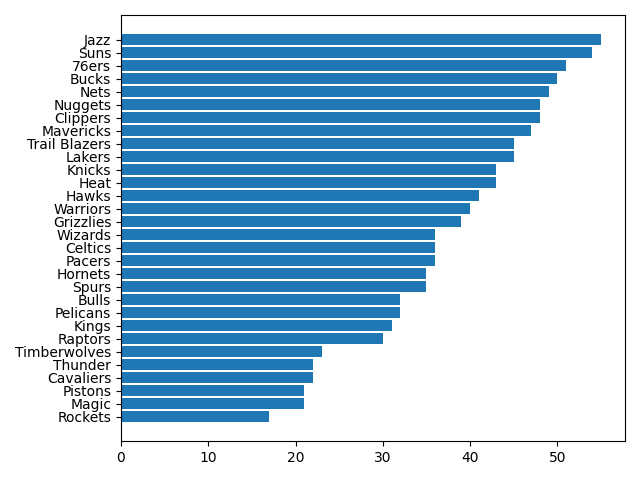 Jazz
Suns
76ers
Bucks
Nets
Nuggets
Clippers
Mavericks
Trail Blazers
Lakers
Knicks
Heat
Hawks
Warriors
Grizzlies
Wizards
Celtics
Pacers
Hornets
Spurs
Bulls
Pelicans
Kings
Raptors
Timberwolves
Thunder
Cavaliers
Pistons
Magic
Rockets
0 10 20 30 40 50